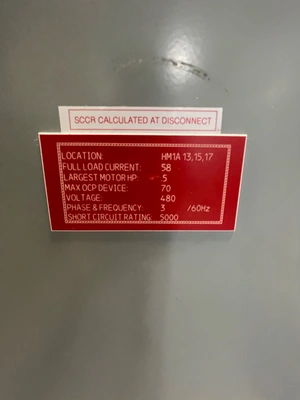 SCCR CALCULATED AT DISCONNECT
LOCATION: HM1A 13,15,17
FULL LOAD CURRENT: 58
LARGEST MOTOR HP: 5
MAX OCP DEVICE: 70
VOLTAGE: 480
PHASE & FREQUENCY: 3 /60Hz
SHORT CIRCUIT RATING: 5000